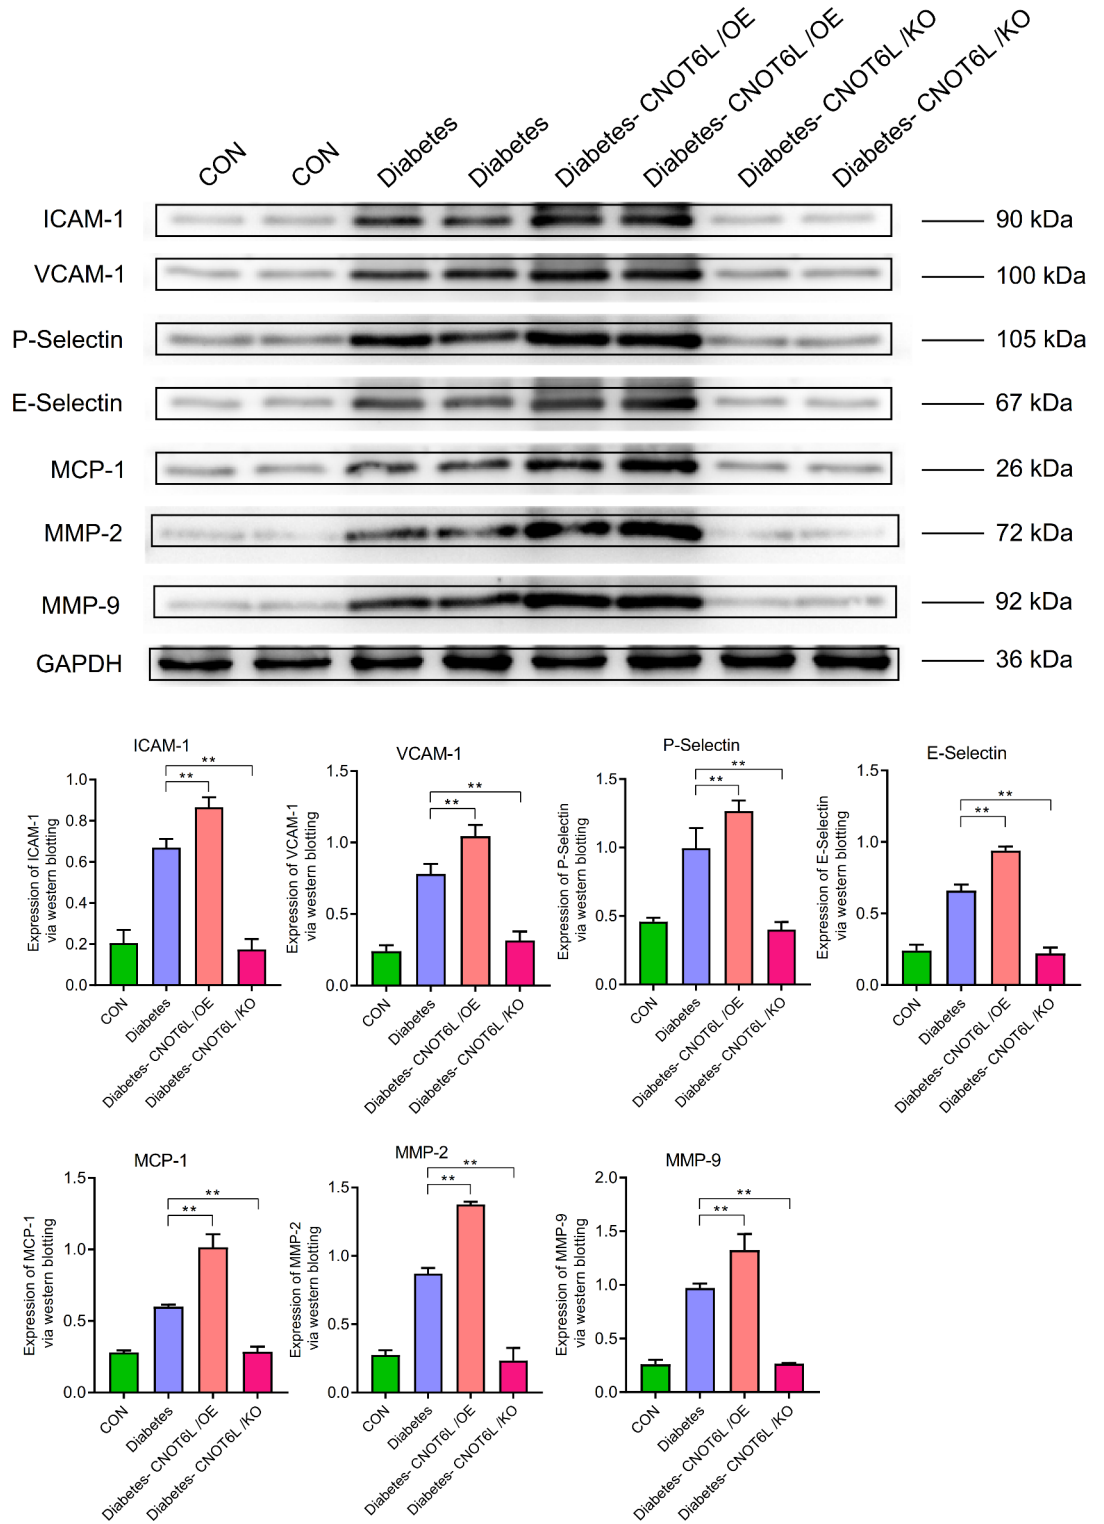 CON
CON
Diabetes
Diabetes
Diabetes- CNOT6L /OE
Diabetes- CNOT6L /OE
Diabetes- CNOT6L /KO
Diabetes- CNOT6L /KO
ICAM-1
90 kDa
VCAM-1
100 kDa
P-Selectin
105 kDa
E-Selectin
67 kDa
MCP-1
26 kDa
MMP-2
72 kDa
MMP-9
92 kDa
GAPDH
36 kDa
ICAM-1
Expression of ICAM-1
via western blotting
1.0
0.8
0.6
0.4
0.2
0.0
**
**
CON
Diabetes
Diabetes- CNOT6L /OE
Diabetes- CNOT6L /KO
VCAM-1
Expression of VCAM-1
via western blotting
1.5
1.0
0.5
0.0
**
**
CON
Diabetes
Diabetes- CNOT6L /OE
Diabetes- CNOT6L /KO
P-Selectin
Expression of P-Selectin
via western blotting
1.5
1.0
0.5
0.0
**
**
CON
Diabetes
Diabetes- CNOT6L /OE
Diabetes- CNOT6L /KO
E-Selectin
Expression of E-Selectin
via western blotting
1.5
1.0
0.5
0.0
**
**
CON
Diabetes
Diabetes- CNOT6L /OE
Diabetes- CNOT6L /KO
MCP-1
Expression of MCP-1
via western blotting
1.5
1.0
0.5
0.0
**
**
CON
Diabetes
Diabetes- CNOT6L /OE
Diabetes- CNOT6L /KO
MMP-2
Expression of MMP-2
via western blotting
1.5
1.0
0.5
0.0
**
**
CON
Diabetes
Diabetes- CNOT6L /OE
Diabetes- CNOT6L /KO
MMP-9
Expression of MMP-9
via western blotting
2.0
1.5
1.0
0.5
0.0
**
**
CON
Diabetes
Diabetes- CNOT6L /OE
Diabetes- CNOT6L /KO